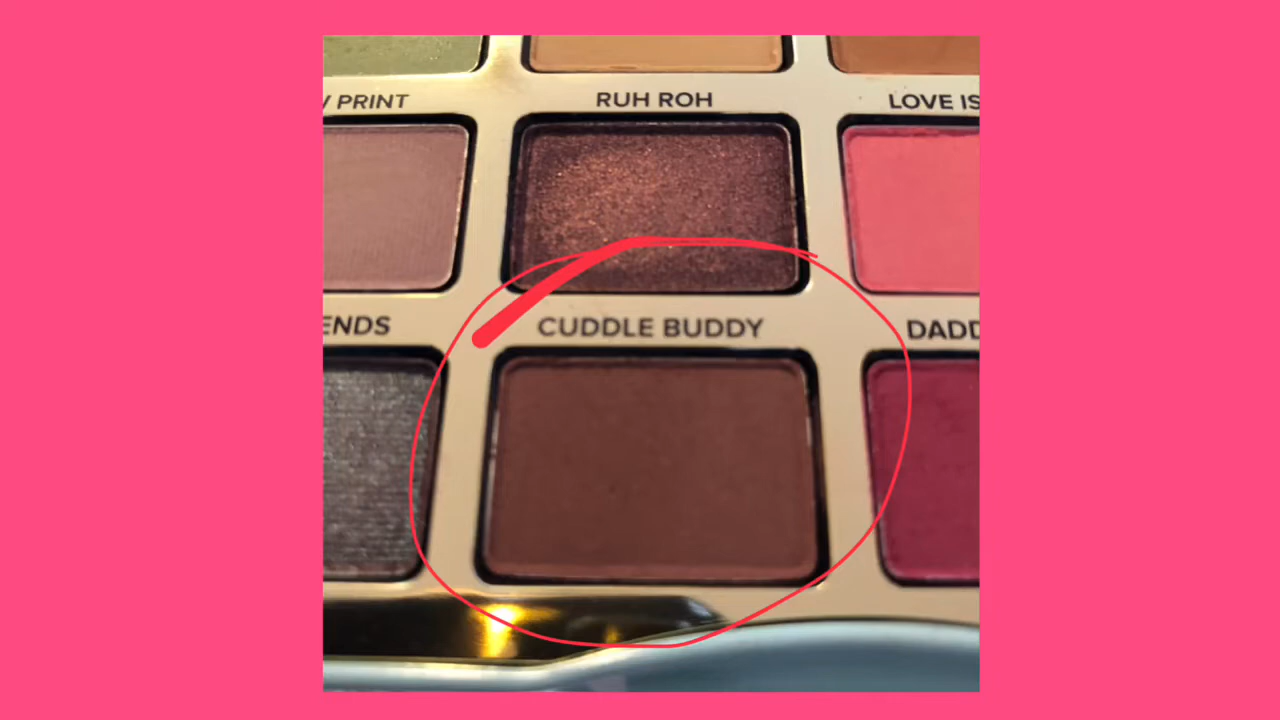 PRINT
RUH ROH
LOVE IS
ENDS
CUDDLE BUDDY
DADD